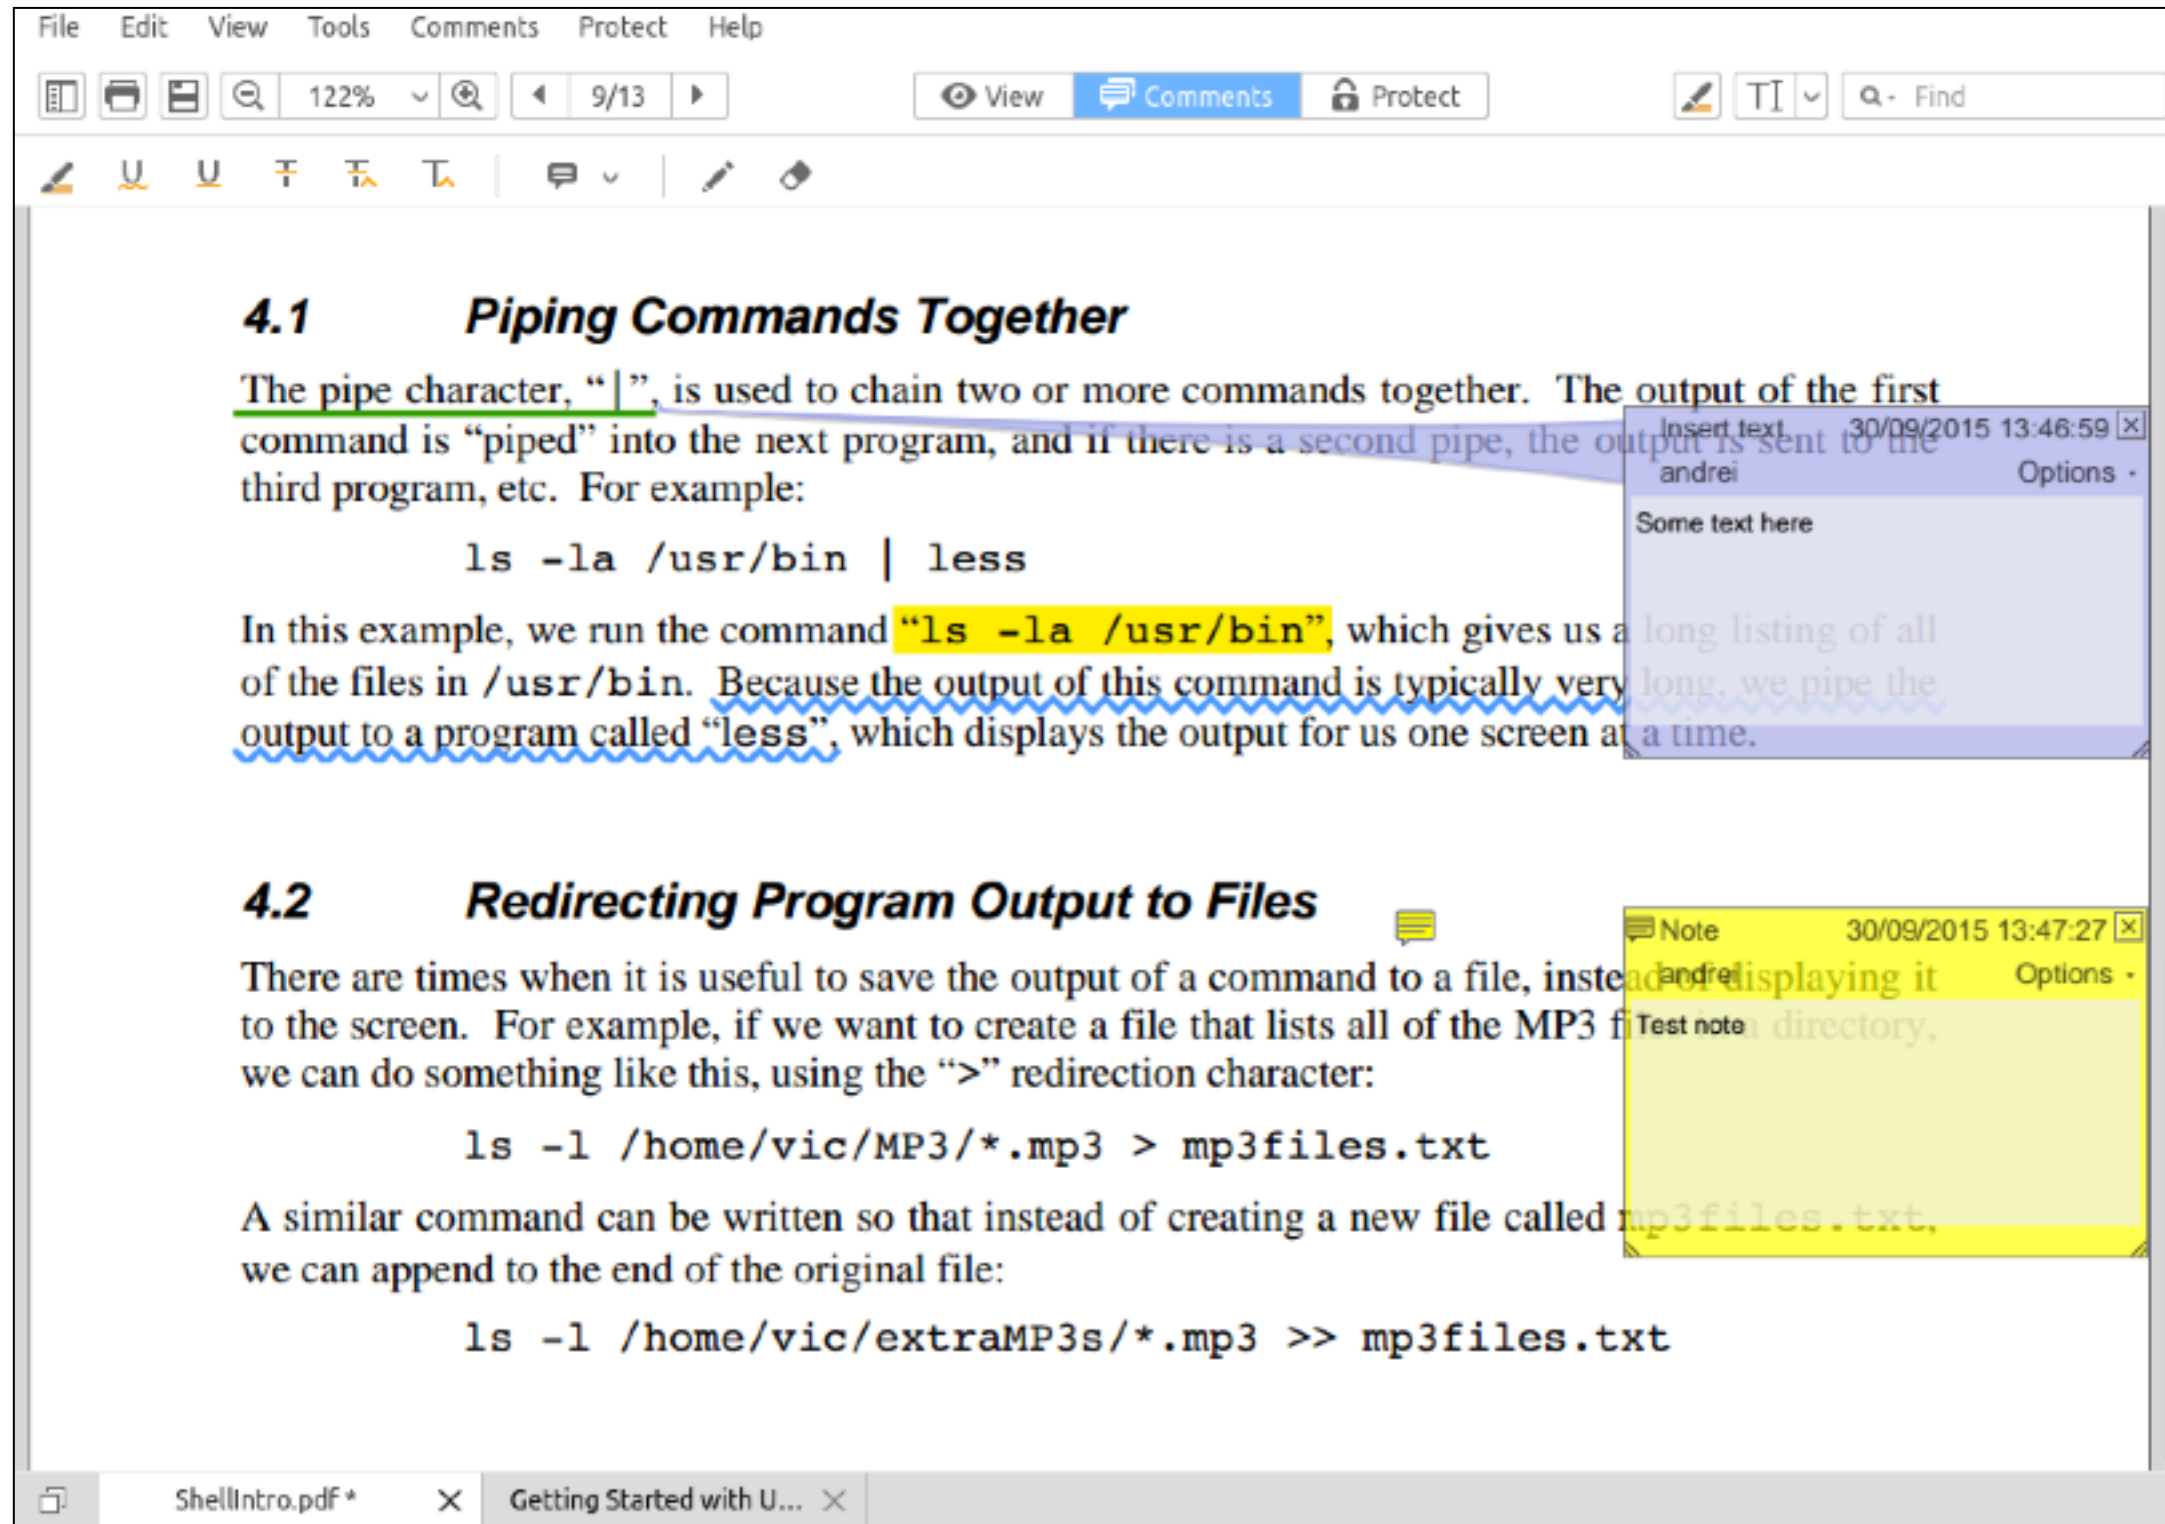 File Edit View Tools Comments Protect Help
122% 9/13 View Comments Protect Find
4.1 Piping Commands Together
The pipe character, “|”, is used to chain two or more commands together. The output of the first
command is “piped” into the next program, and if there is a second pipe, the output is sent to the
third program, etc. For example:
ls -la /usr/bin | less
In this example, we run the command “ls -la /usr/bin”, which gives us a long listing of all
of the files in /usr/bin. Because the output of this command is typically very long, we pipe the
output to a program called “less”, which displays the output for us one screen at a time.
Insert text 30/09/2015 13:46:59
andrei Options
Some text here
4.2 Redirecting Program Output to Files
There are times when it is useful to save the output of a command to a file, instead of displaying it
to the screen. For example, if we want to create a file that lists all of the MP3 files in a directory,
we can do something like this, using the “>” redirection character:
ls -l /home/vic/MP3/*.mp3 > mp3files.txt
A similar command can be written so that instead of creating a new file called mp3files.txt,
we can append to the end of the original file:
ls -l /home/vic/extraMP3s/*.mp3 >> mp3files.txt
Note 30/09/2015 13:47:27
andrei Options
Test note
ShellIntro.pdf * Getting Started with U...